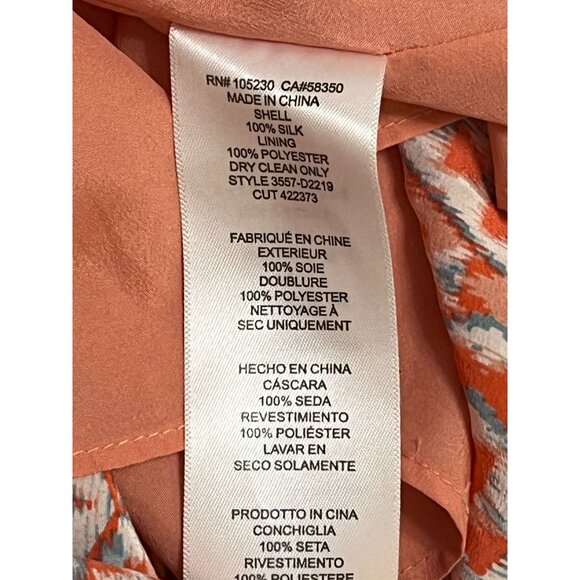 RN# 105230 CA#58350
MADE IN CHINA
SHELL
100% SILK
LINING
100% POLYESTER
DRY CLEAN ONLY
STYLE 3557-D2219
CUT 422373
FABRIQUÉ EN CHINE
EXTERIEUR
100% SOIE
DOUBLURE
100% POLYESTER
NETTOYAGE À
SEC UNIQUEMENT
HECHO EN CHINA
CÁSCARA
100% SEDA
REVESTIMIENTO
100% POLIÉSTER
LAVAR EN
SECO SOLAMENTE
PRODOTTO IN CINA
CONCHIGLIA
100% SETA
RIVESTIMENTO
100% POLIESTERE